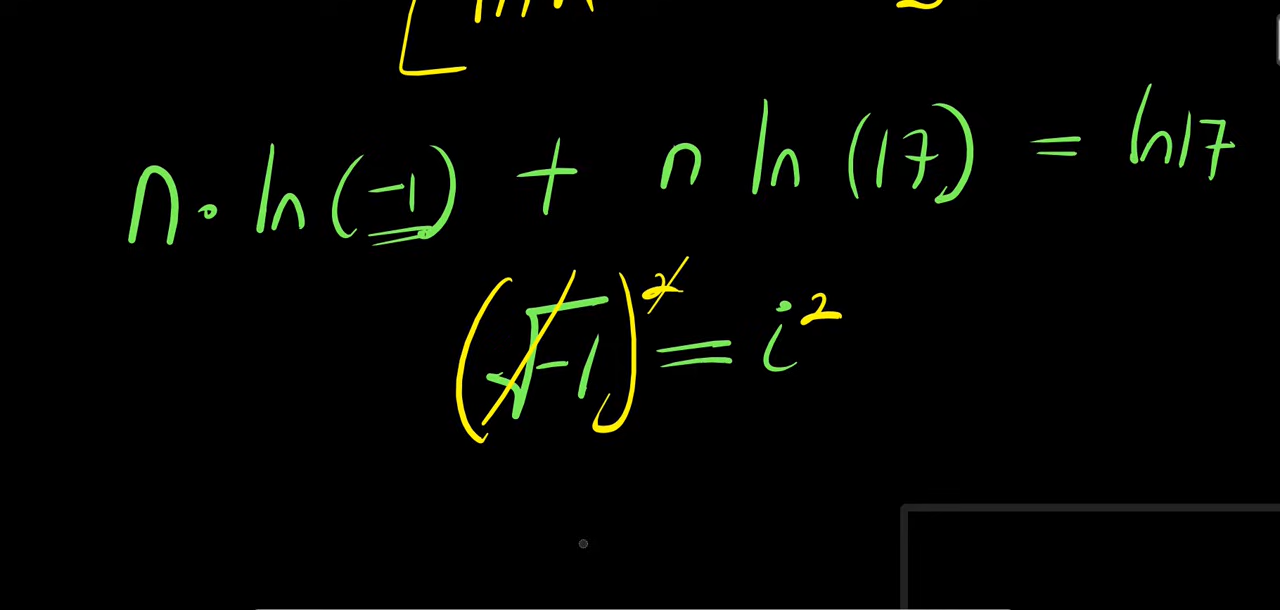 n · ln(-1) + n ln(17) = ln17
(√-1)² = i²